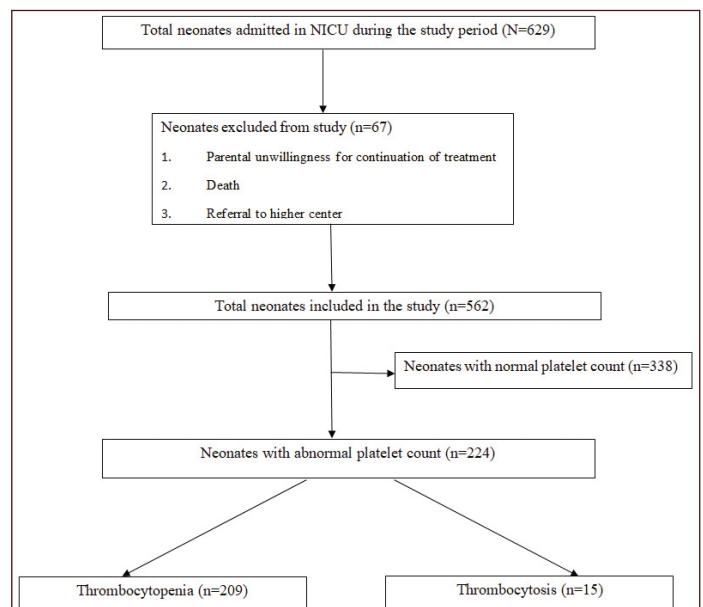 Total neonates admitted in NICU during the study period (N=629)
Neonates excluded from study (n=67)
1. Parental unwillingness for continuation of treatment
2. Death
3. Referral to higher center
Total neonates included in the study (n=562)
Neonates with normal platelet count (n=338)
Neonates with abnormal platelet count (n=224)
Thrombocytopenia (n=209)
Thrombocytosis (n=15)